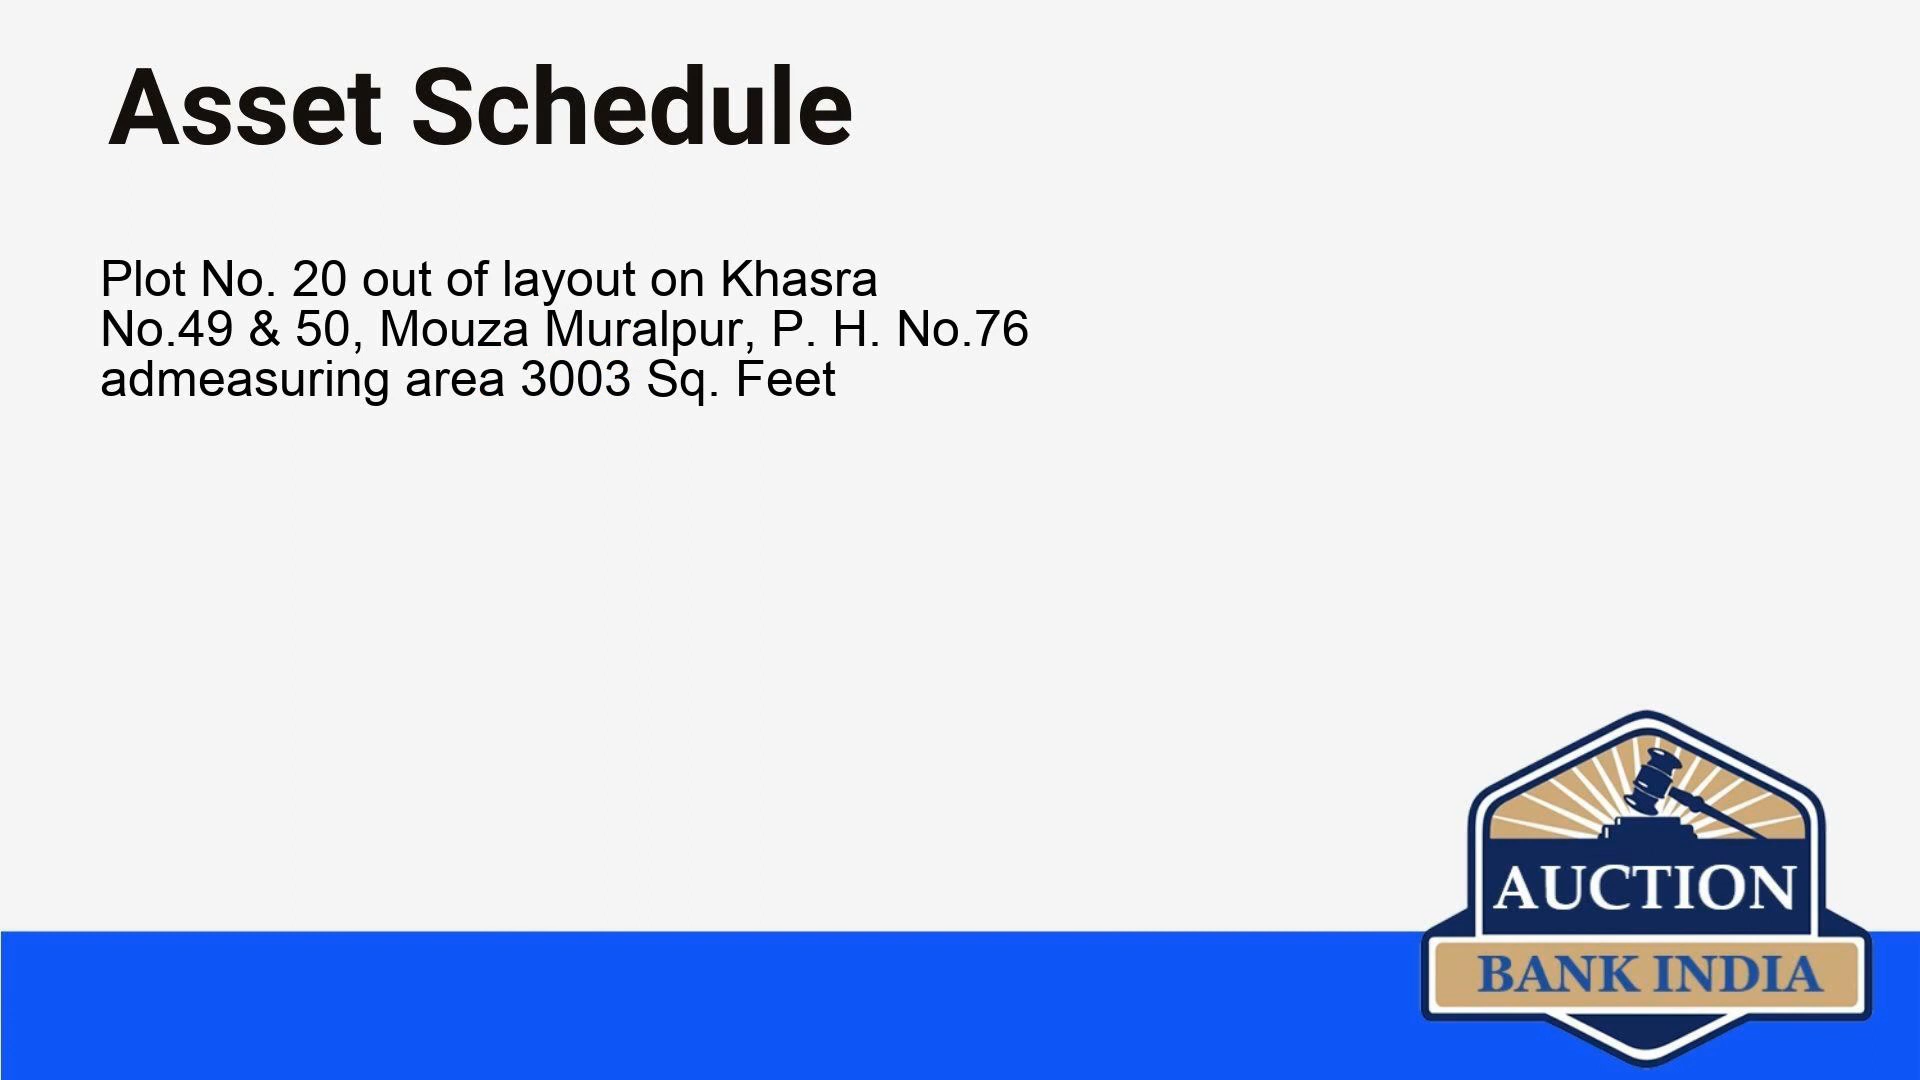 Asset Schedule
Plot No. 20 out of layout on Khasra
No.49 & 50, Mouza Muralpur, P. H. No.76
admeasuring area 3003 Sq. Feet
AUCTION
BANK INDIA